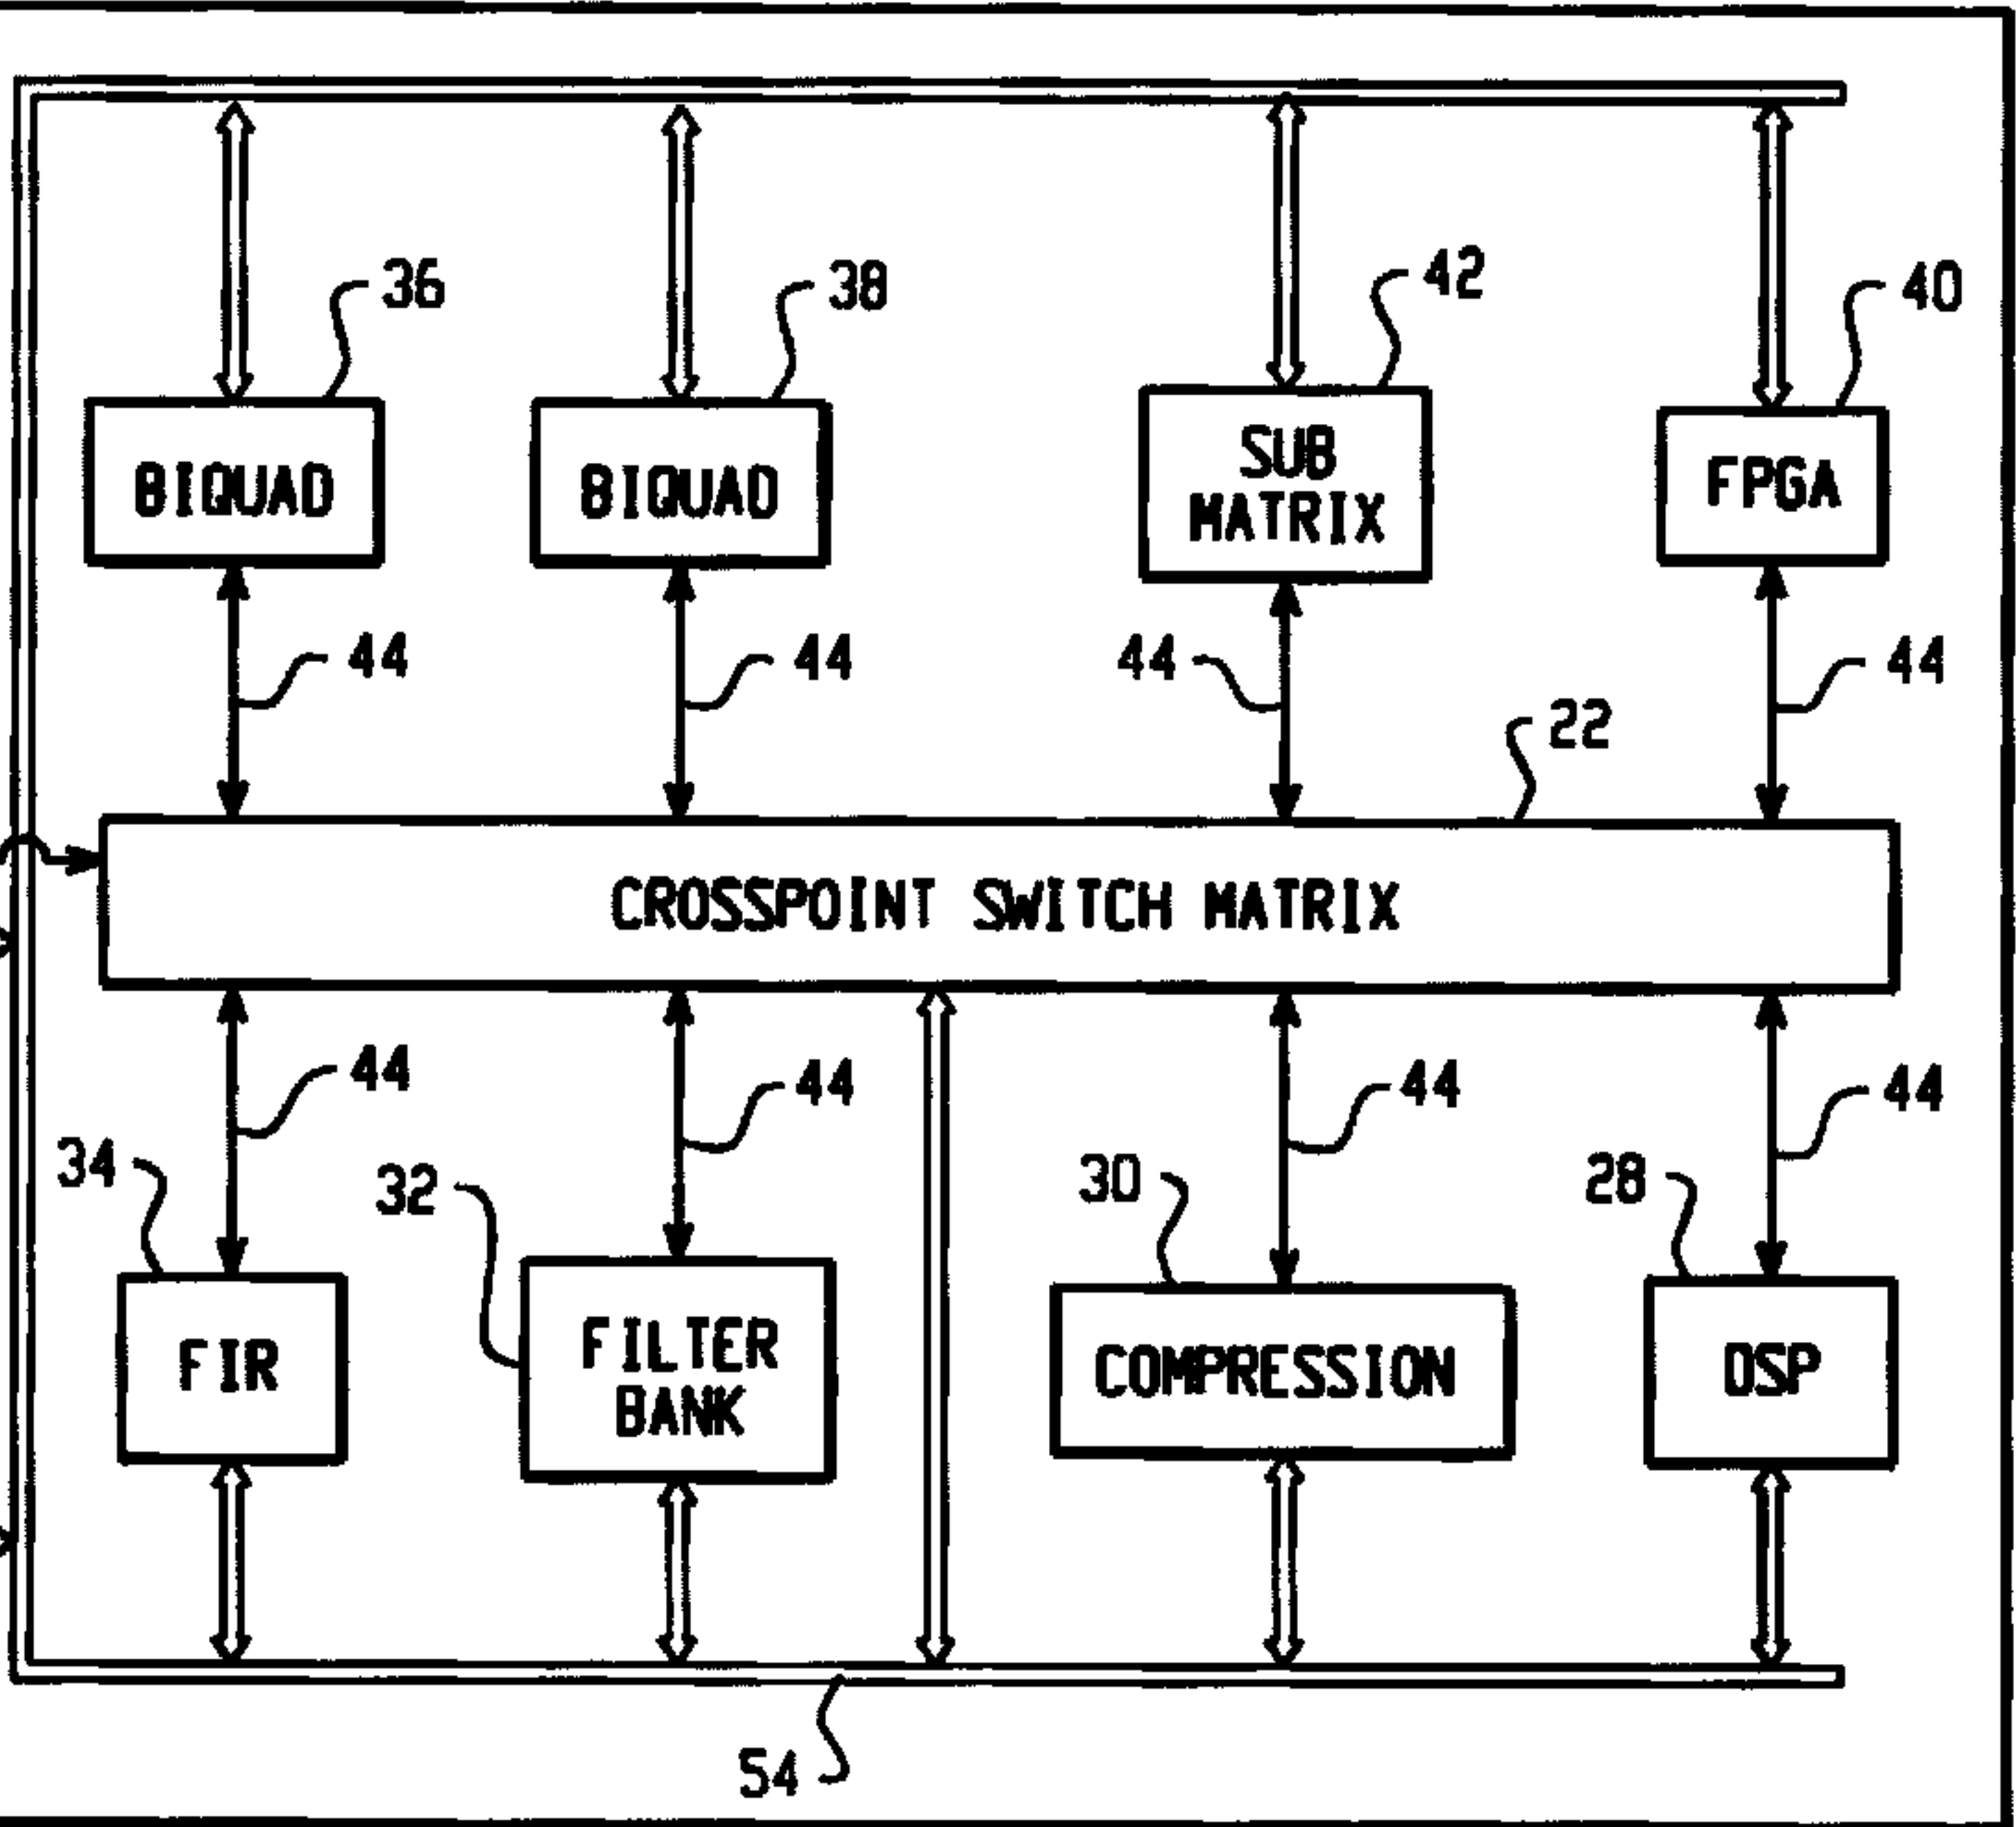 36
38
42
40
BIQUAD
BIQUAD
SUB
MATRIX
FPGA
44
44
44
44
22
CROSSPOINT SWITCH MATRIX
44
44
44
44
34
32
30
28
FIR
FILTER
BANK
COMPRESSION
DSP
54